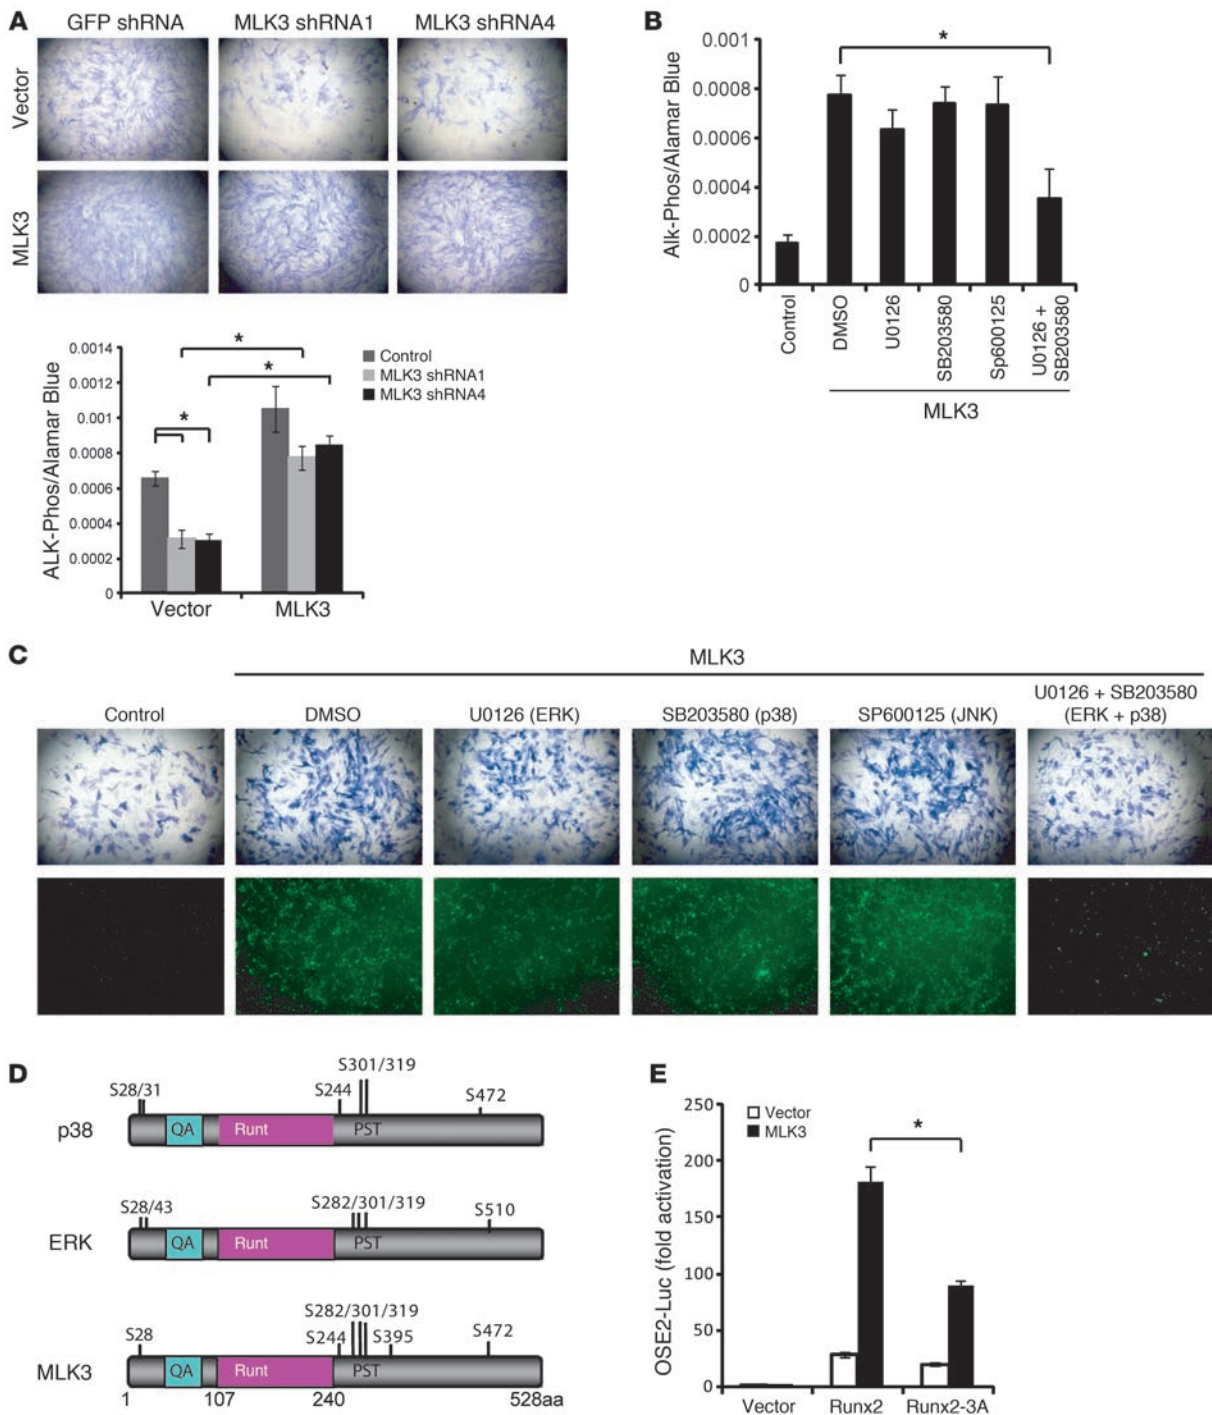 A
GFP shRNA MLK3 shRNA1 MLK3 shRNA4
Vector
MLK3
ALK-Phos/Alamar Blue
0.0014
0.0012
0.001
0.0008
0.0006
0.0004
0.0002
0
* * *
Control
MLK3 shRNA1
MLK3 shRNA4
Vector MLK3
B
Alk-Phos/Alamar Blue
0.001
0.0008
0.0006
0.0004
0.0002
0
*
Control
DMSO
U0126
SB203580
Sp600125
U0126 +
SB203580
MLK3
C
MLK3
Control DMSO U0126 (ERK) SB203580 (p38) SP600125 (JNK) U0126 + SB203580
(ERK + p38)
D
p38
S28/31 S244 S301/319 S472
QA Runt PST
ERK
S28/43 S282/301/319 S510
QA Runt PST
MLK3
S28 S244 S282/301/319 S395 S472
QA Runt PST
1 107 240 528aa
E
OSE2-Luc (fold activation)
250
200
150
100
50
0
Vector
MLK3
*
Vector Runx2 Runx2-3A